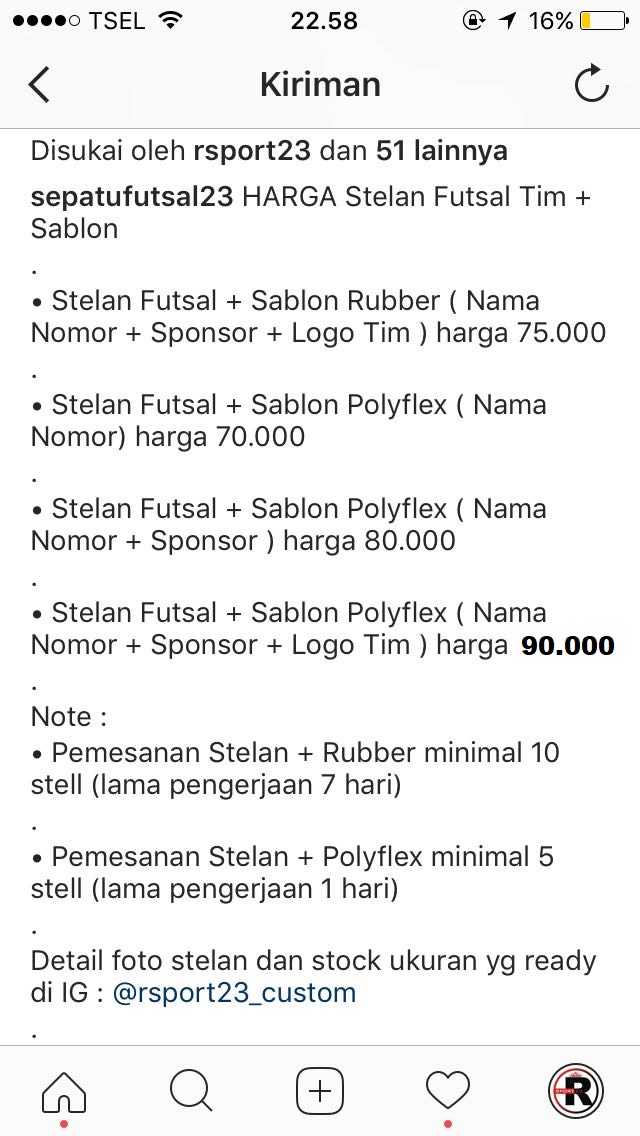 TSEL 22.58 16%
Kiriman
Disukai oleh rsport23 dan 51 lainnya
sepatufutsal23 HARGA Stelan Futsal Tim +
Sablon
.
• Stelan Futsal + Sablon Rubber ( Nama
Nomor + Sponsor + Logo Tim ) harga 75.000
.
• Stelan Futsal + Sablon Polyflex ( Nama
Nomor) harga 70.000
.
• Stelan Futsal + Sablon Polyflex ( Nama
Nomor + Sponsor ) harga 80.000
.
• Stelan Futsal + Sablon Polyflex ( Nama
Nomor + Sponsor + Logo Tim ) harga 90.000
.
Note :
• Pemesanan Stelan + Rubber minimal 10
stell (lama pengerjaan 7 hari)
.
• Pemesanan Stelan + Polyflex minimal 5
stell (lama pengerjaan 1 hari)
.
Detail foto stelan dan stock ukuran yg ready
di IG : @rsport23_custom
.
R